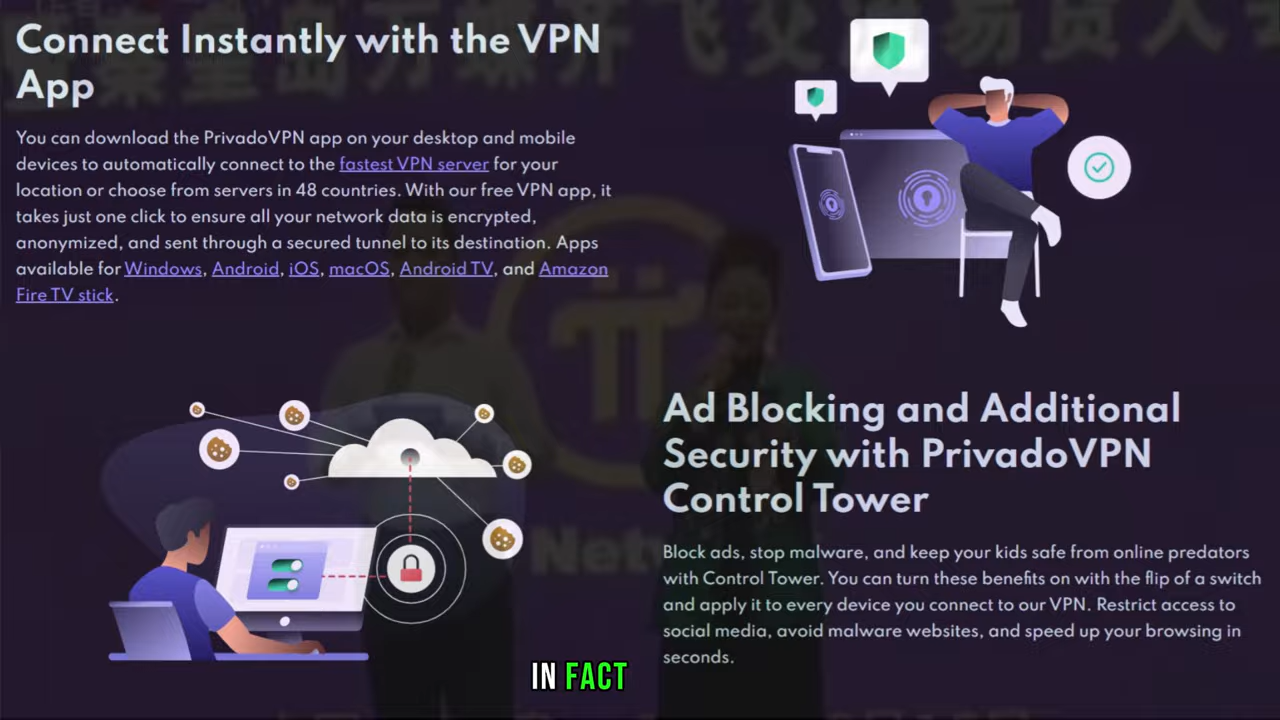 Connect Instantly with the VPN
App
You can download the PrivadoVPN app on your desktop and mobile
devices to automatically connect to the fastest VPN server for your
location or choose from servers in 48 countries. With our free VPN app, it
takes just one click to ensure all your network data is encrypted,
anonymized, and sent through a secured tunnel to its destination. Apps
available for Windows, Android, iOS, macOS, Android TV, and Amazon
Fire TV stick.
Ad Blocking and Additional
Security with PrivadoVPN
Control Tower
Block ads, stop malware, and keep your kids safe from online predators
with Control Tower. You can turn these benefits on with the flip of a switch
and apply it to every device you connect to our VPN. Restrict access to
social media, avoid malware websites, and speed up your browsing in
seconds.
IN FACT